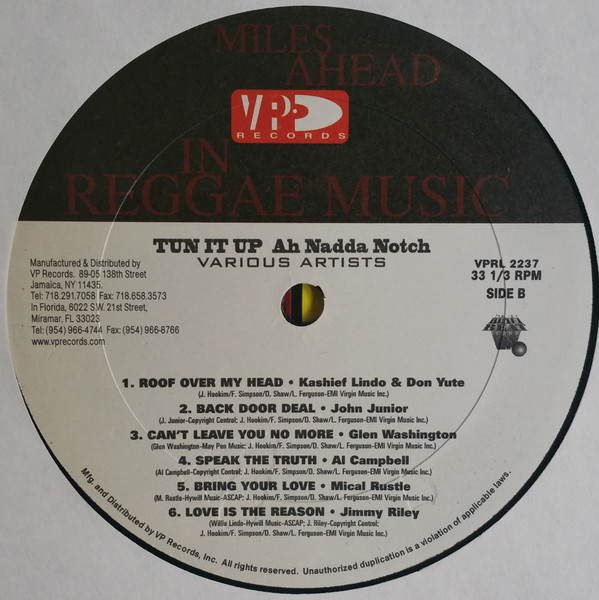 MILES
AHEAD
VP
RECORDS
IN
REGGAE MUSIC
TUN IT UP Ah Nadda Notch
VARIOUS ARTISTS
Manufactured & Distributed by
VP Records. 89-05 138th Street
Jamaica, NY 11435.
Tel: 718.291.7058 Fax: 718.658.3573
In Florida, 6022 S.W. 21st Street,
Miramar, FL 33023
Tel: (954) 966-4744 Fax: (954) 966-8766
www.vprecords.com
VPRL 2237
33 1/3 RPM
SIDE B
1. ROOF OVER MY HEAD • Kashief Lindo & Don Yute
(J. Hookim/F. Simpson/D. Shaw/L. Ferguson-EMI Virgin Music Inc.)
2. BACK DOOR DEAL • John Junior
(J. Junior-Copyright Control; J. Hookim/F. Simpson/D. Shaw/L. Ferguson-EMI Virgin Music Inc.)
3. CAN'T LEAVE YOU NO MORE • Glen Washington
(Glen Washington-May Pen Music; J. Hookim/F. Simpson/D. Shaw/L. Ferguson-EMI Virgin Music Inc.)
4. SPEAK THE TRUTH • Al Campbell
(Al Campbell-Copyright Control; J. Hookim/F. Simpson/D. Shaw/L. Ferguson-EMI Virgin Music Inc.)
5. BRING YOUR LOVE • Mical Rustle
(M. Rustle-Hywill Music-ASCAP; J. Hookim/F. Simpson/D. Shaw/L. Ferguson-EMI Virgin Music Inc.)
6. LOVE IS THE REASON • Jimmy Riley
(Willie Lindo-Hywill Music-ASCAP; J. Riley-Copyright Control;
J. Hookim/F. Simpson/D. Shaw/L. Ferguson-EMI Virgin Music Inc.)
Mfg. and Distributed by VP Records, Inc. All rights reserved. Unauthorized duplication is a violation of applicable laws.